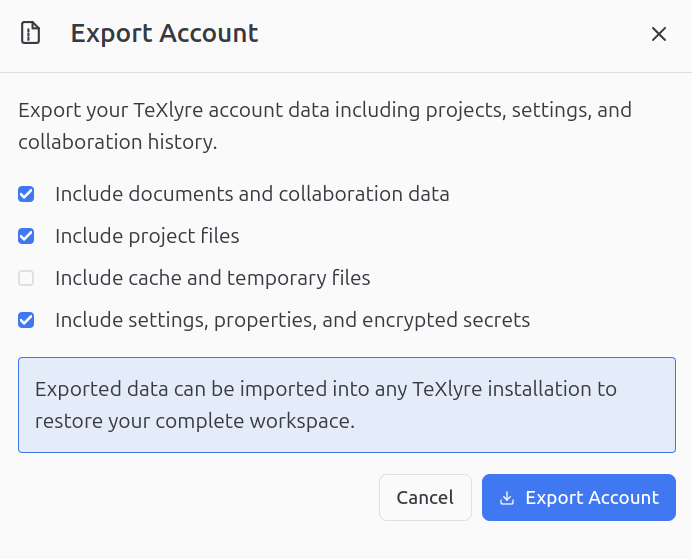 Export Account
Export your TeXlyre account data including projects, settings, and
collaboration history.
Include documents and collaboration data
Include project files
Include cache and temporary files
Include settings, properties, and encrypted secrets
Exported data can be imported into any TeXlyre installation to
restore your complete workspace.
Cancel
Export Account